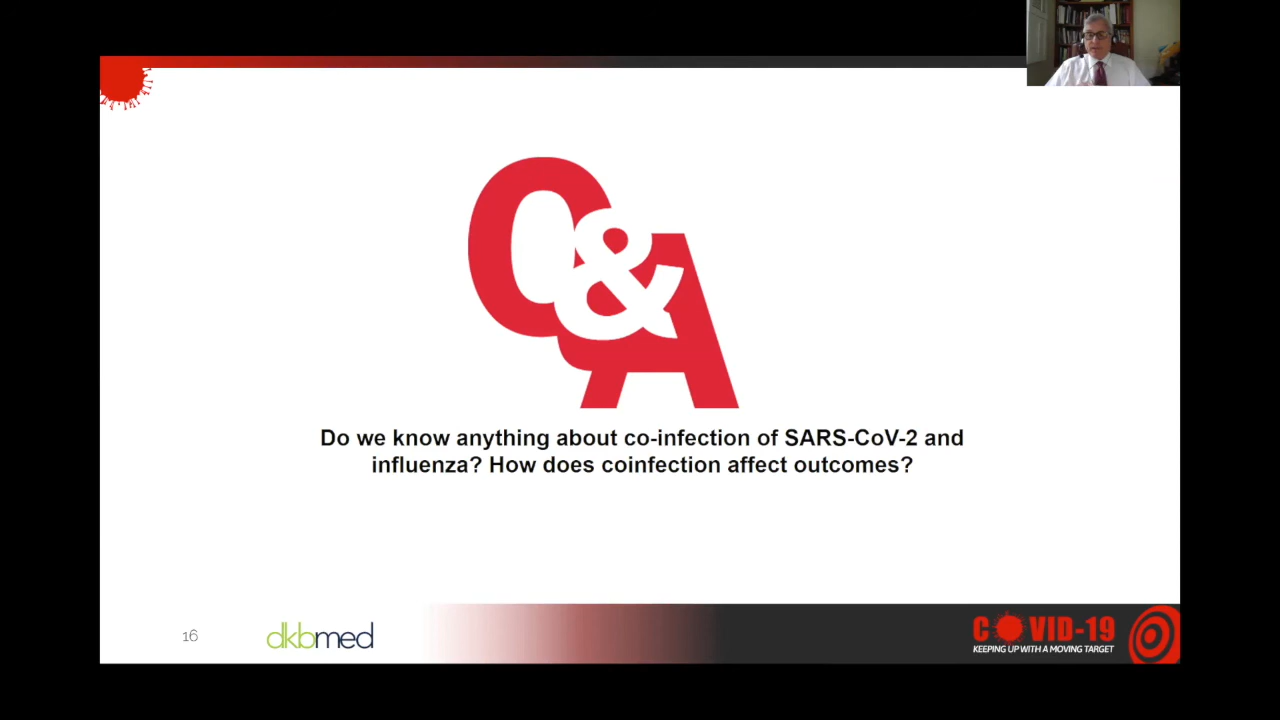 Q&A
Do we know anything about co-infection of SARS-CoV-2 and
influenza? How does coinfection affect outcomes?
16
dkbmed
COVID-19
KEEPING UP WITH A MOVING TARGET